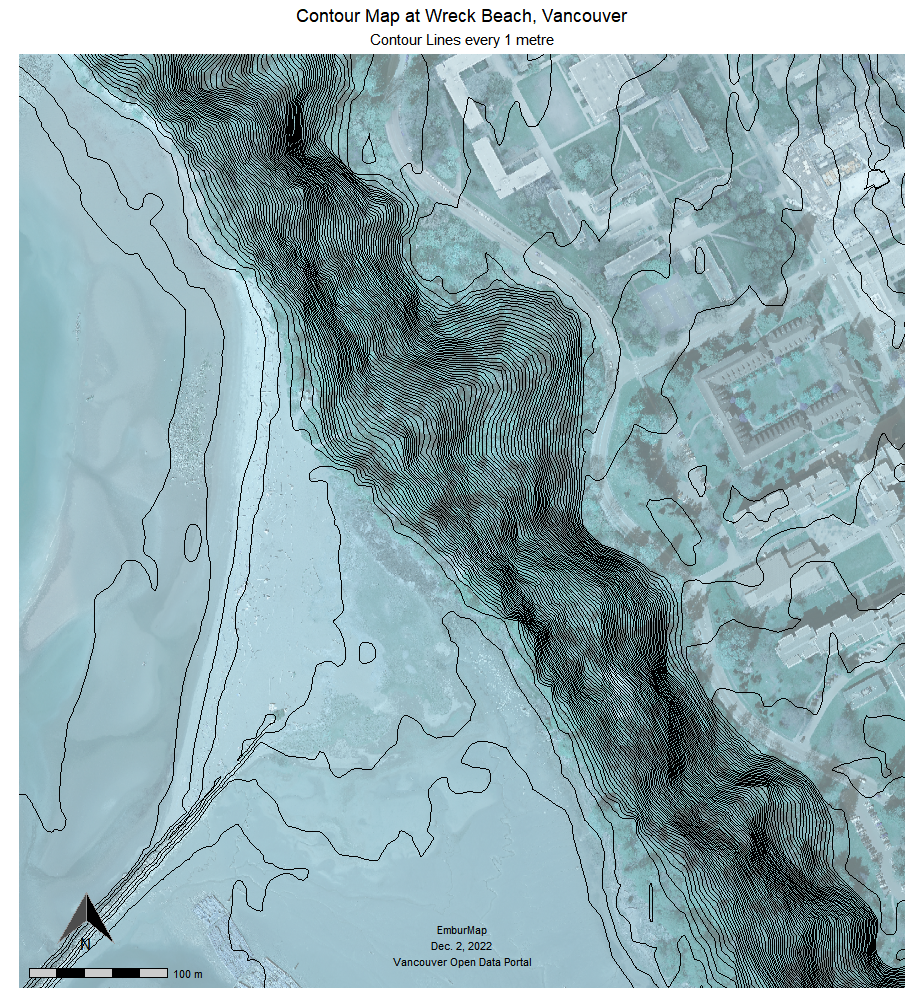 Contour Map at Wreck Beach, Vancouver
Contour Lines every 1 metre
EmburMap
Dec. 2, 2022
Vancouver Open Data Portal
N
100 m